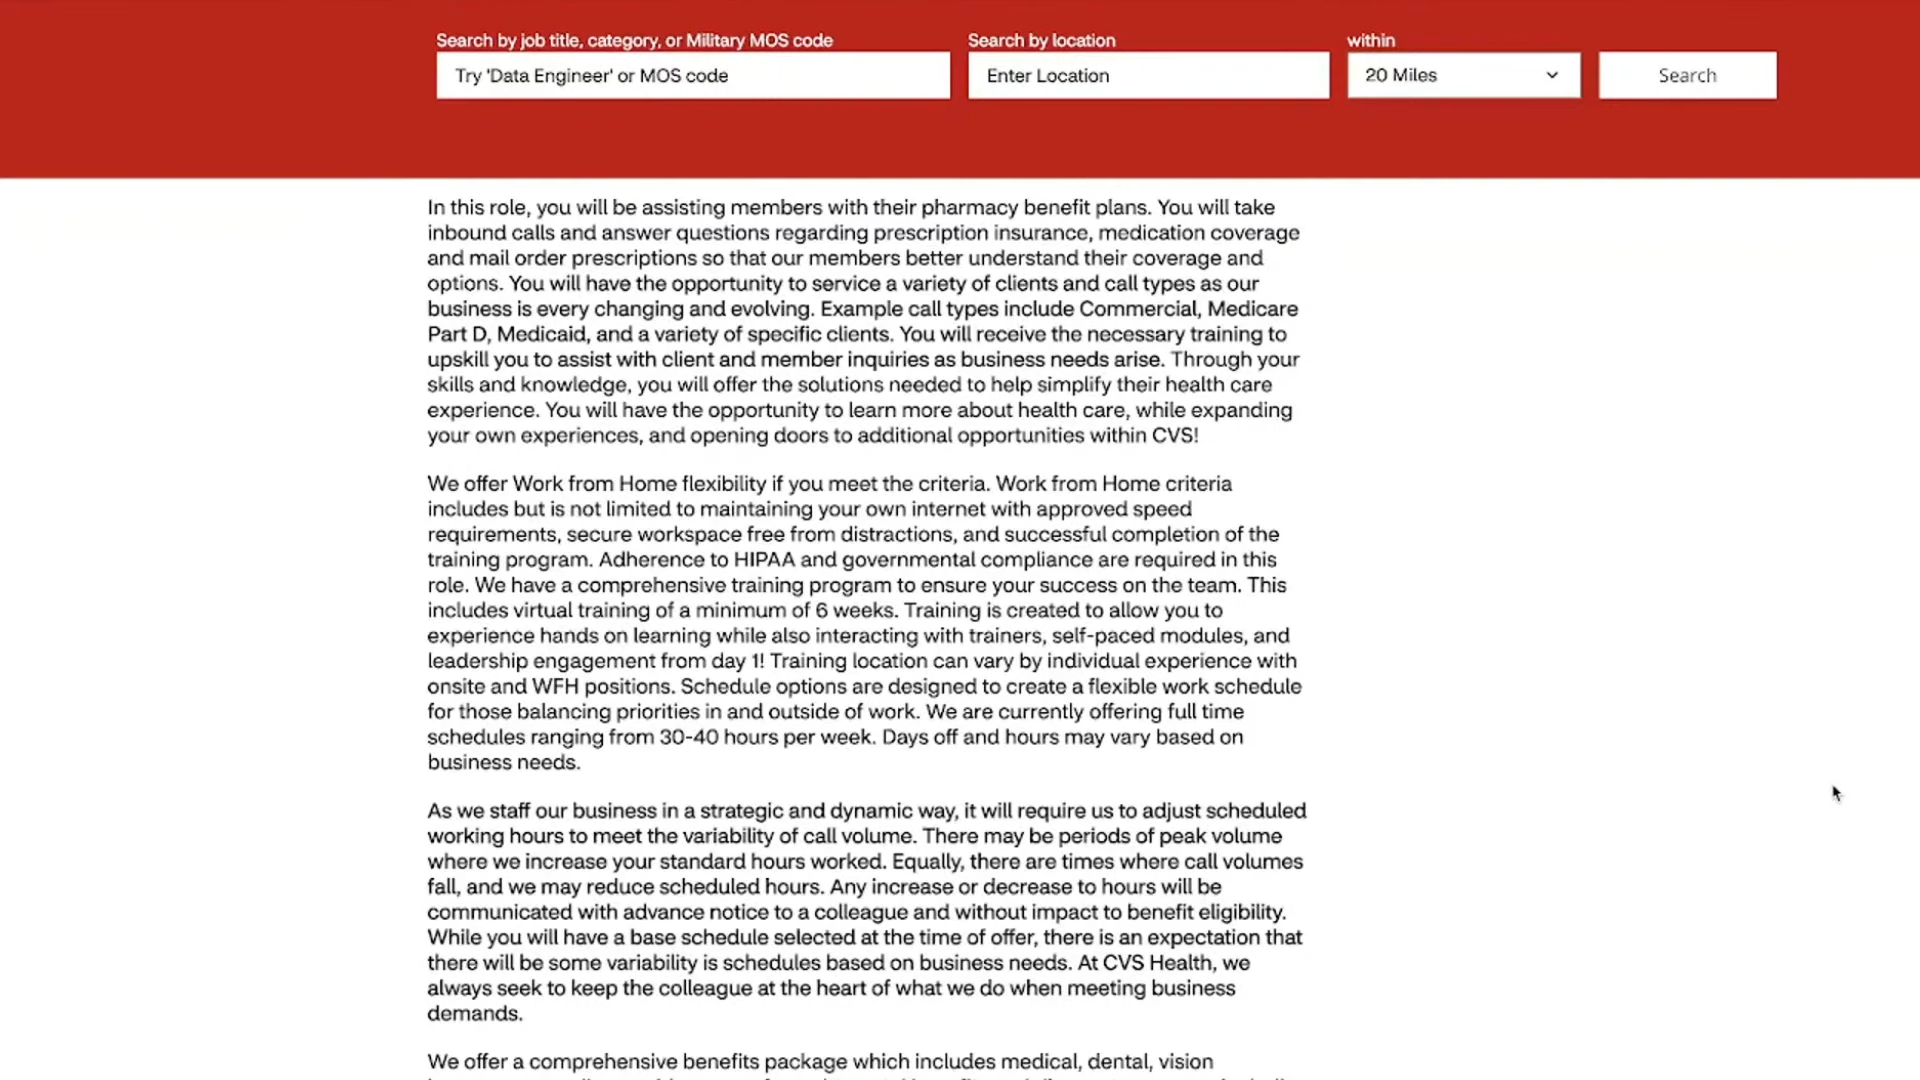 Search by job title, category, or Military MOS code
Search by location
within
Try 'Data Engineer' or MOS code
Enter Location
20 Miles
Search
In this role, you will be assisting members with their pharmacy benefit plans. You will take
inbound calls and answer questions regarding prescription insurance, medication coverage
and mail order prescriptions so that our members better understand their coverage and
options. You will have the opportunity to service a variety of clients and call types as our
business is every changing and evolving. Example call types include Commercial, Medicare
Part D, Medicaid, and a variety of specific clients. You will receive the necessary training to
upskill you to assist with client and member inquiries as business needs arise. Through your
skills and knowledge, you will offer the solutions needed to help simplify their health care
experience. You will have the opportunity to learn more about health care, while expanding
your own experiences, and opening doors to additional opportunities within CVS!
We offer Work from Home flexibility if you meet the criteria. Work from Home criteria
includes but is not limited to maintaining your own internet with approved speed
requirements, secure workspace free from distractions, and successful completion of the
training program. Adherence to HIPAA and governmental compliance are required in this
role. We have a comprehensive training program to ensure your success on the team. This
includes virtual training of a minimum of 6 weeks. Training is created to allow you to
experience hands on learning while also interacting with trainers, self-paced modules, and
leadership engagement from day 1! Training location can vary by individual experience with
onsite and WFH positions. Schedule options are designed to create a flexible work schedule
for those balancing priorities in and outside of work. We are currently offering full time
schedules ranging from 30-40 hours per week. Days off and hours may vary based on
business needs.
As we staff our business in a strategic and dynamic way, it will require us to adjust scheduled
working hours to meet the variability of call volume. There may be periods of peak volume
where we increase your standard hours worked. Equally, there are times where call volumes
fall, and we may reduce scheduled hours. Any increase or decrease to hours will be
communicated with advance notice to a colleague and without impact to benefit eligibility.
While you will have a base schedule selected at the time of offer, there is an expectation that
there will be some variability is schedules based on business needs. At CVS Health, we
always seek to keep the colleague at the heart of what we do when meeting business
demands.
We offer a comprehensive benefits package which includes medical, dental, vision